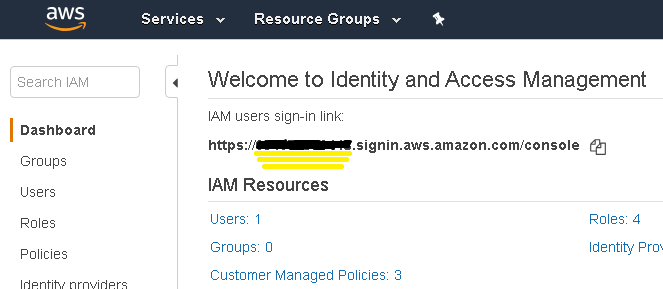 aws
Services Resource Groups
Search IAM
Dashboard
Groups
Users
Roles
Policies
Identity providers
Welcome to Identity and Access Management
IAM users sign-in link:
https:// .signin.aws.amazon.com/console
IAM Resources
Users: 1 Roles: 4
Groups: 0 Identity Pro
Customer Managed Policies: 3